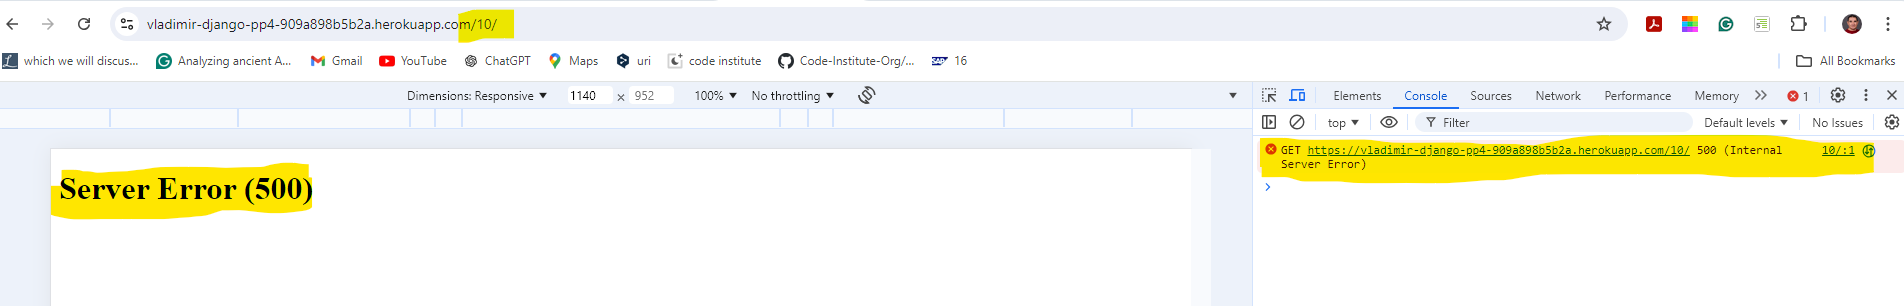 vladimir-django-pp4-909a898b5b2a.herokuapp.com/10/
which we will discus... Analyzing ancient A... Gmail YouTube ChatGPT Maps uri code institute Code-Institute-Org/... SAP 16 All Bookmarks
Dimensions: Responsive 1140 x 952 100% No throttling Elements Console Sources Network Performance Memory 1
top Filter Default levels No Issues
GET https://vladimir-django-pp4-909a898b5b2a.herokuapp.com/10/ 500 (Internal 10/:1
Server Error)
Server Error (500)